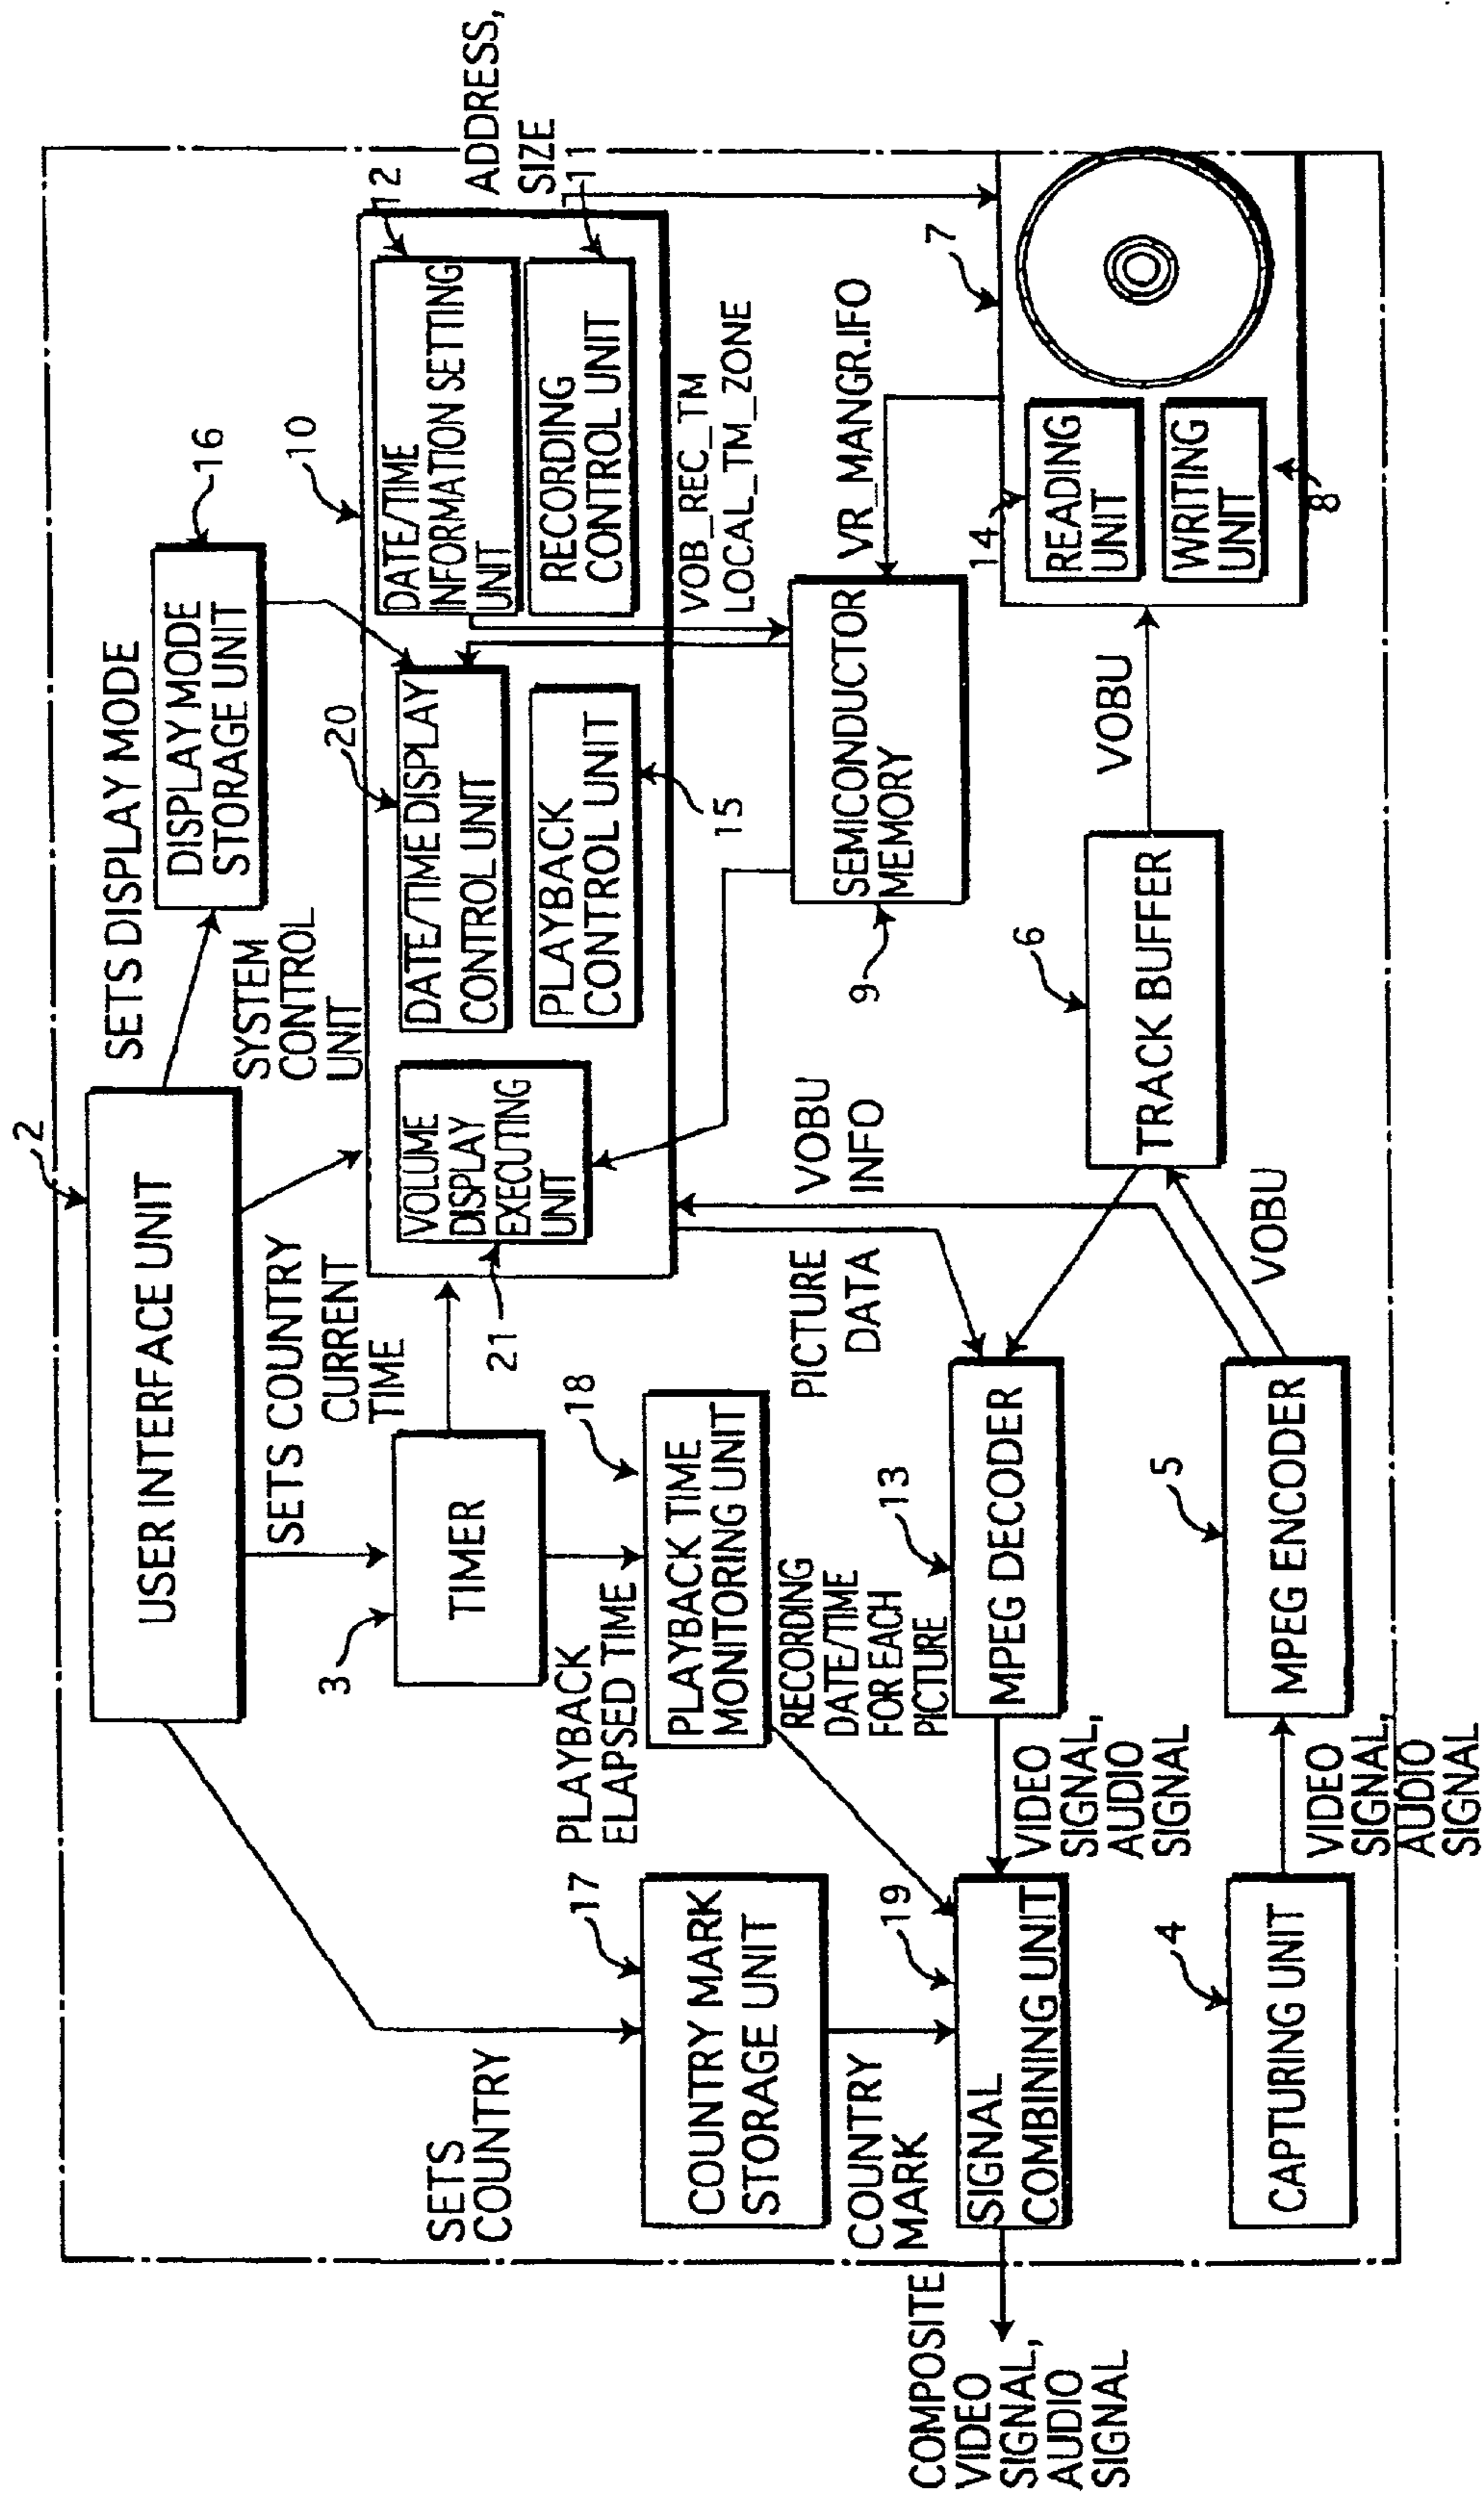 2
USER INTERFACE UNIT
SETS DISPLAY MODE
16
DISPLAY MODE
STORAGE UNIT
SYSTEM
CONTROL
UNIT
10
SETS COUNTRY
CURRENT
TIME
3
TIMER
21
VOLUME
DISPLAY
EXECUTING
UNIT
20
DATE/TIME DISPLAY
CONTROL UNIT
PLAYBACK
CONTROL UNIT
15
12
DATE/TIME
INFORMATION SETTING
UNIT
11
RECORDING
CONTROL UNIT
ADDRESS,
SIZE
SETS
COUNTRY
17
COUNTRY MARK
STORAGE UNIT
PLAYBACK
ELAPSED TIME
18
PLAYBACK TIME
MONITORING UNIT
VOB_REC_TM
LOCAL_TM_ZONE
9
SEMICONDUCTOR
MEMORY
VR_MANGR.IFO
7
COUNTRY
MARK
19
SIGNAL
COMBINING UNIT
RECORDING
DATE/TIME
FOR EACH
PICTURE
13
MPEG DECODER
PICTURE
DATA
VOBU
INFO
6
TRACK BUFFER
VOBU
14
READING
UNIT
WRITING
UNIT
8
COMPOSITE
VIDEO
SIGNAL,
AUDIO
SIGNAL
VIDEO
SIGNAL,
AUDIO
SIGNAL
4
CAPTURING UNIT
VIDEO
SIGNAL,
AUDIO
SIGNAL
5
MPEG ENCODER
VOBU